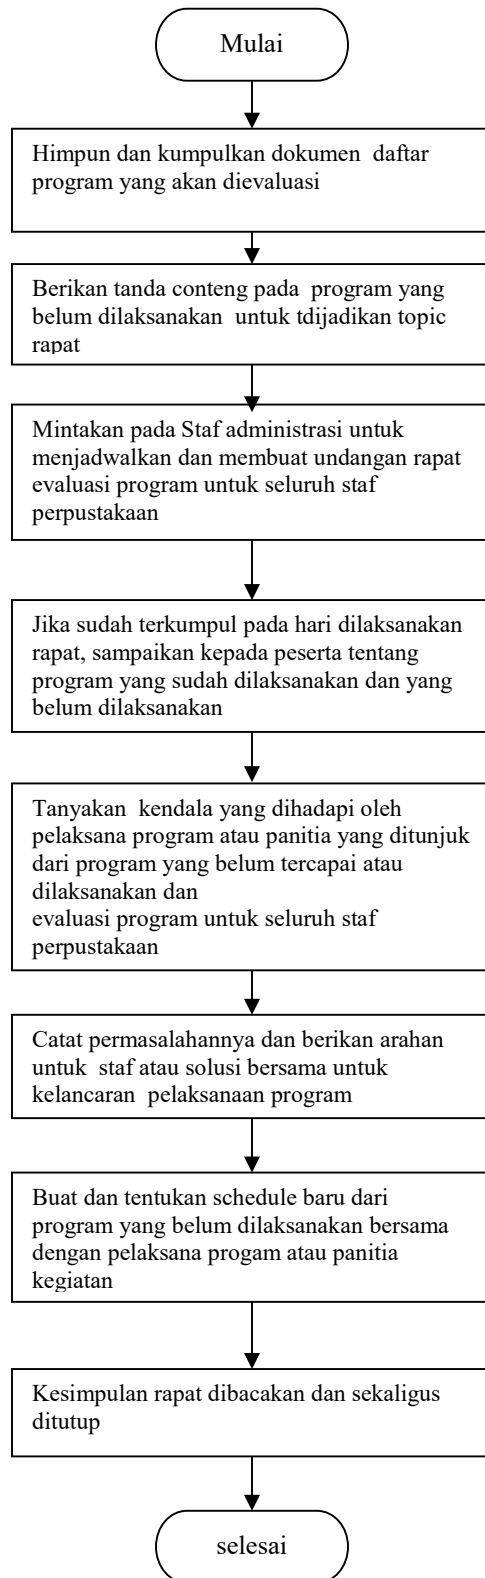 Mulai
Himpun dan kumpulkan dokumen daftar
program yang akan dievaluasi
Berikan tanda conteng pada program yang
belum dilaksanakan untuk tdijadikan topic
rapat
Mintakan pada Staf administrasi untuk
menjadwalkan dan membuat undangan rapat
evaluasi program untuk seluruh staf
perpustakaan
Jika sudah terkumpul pada hari dilaksanakan
rapat, sampaikan kepada peserta tentang
program yang sudah dilaksanakan dan yang
belum dilaksanakan
Tanyakan kendala yang dihadapi oleh
pelaksana program atau panitia yang ditunjuk
dari program yang belum tercapai atau
dilaksanakan dan
evaluasi program untuk seluruh staf
perpustakaan
Catat permasalahannya dan berikan arahan
untuk staf atau solusi bersama untuk
kelancaran pelaksanaan program
Buat dan tentukan schedule baru dari
program yang belum dilaksanakan bersama
dengan pelaksana progam atau panitia
kegiatan
Kesimpulan rapat dibacakan dan sekaligus
ditutup
selesai